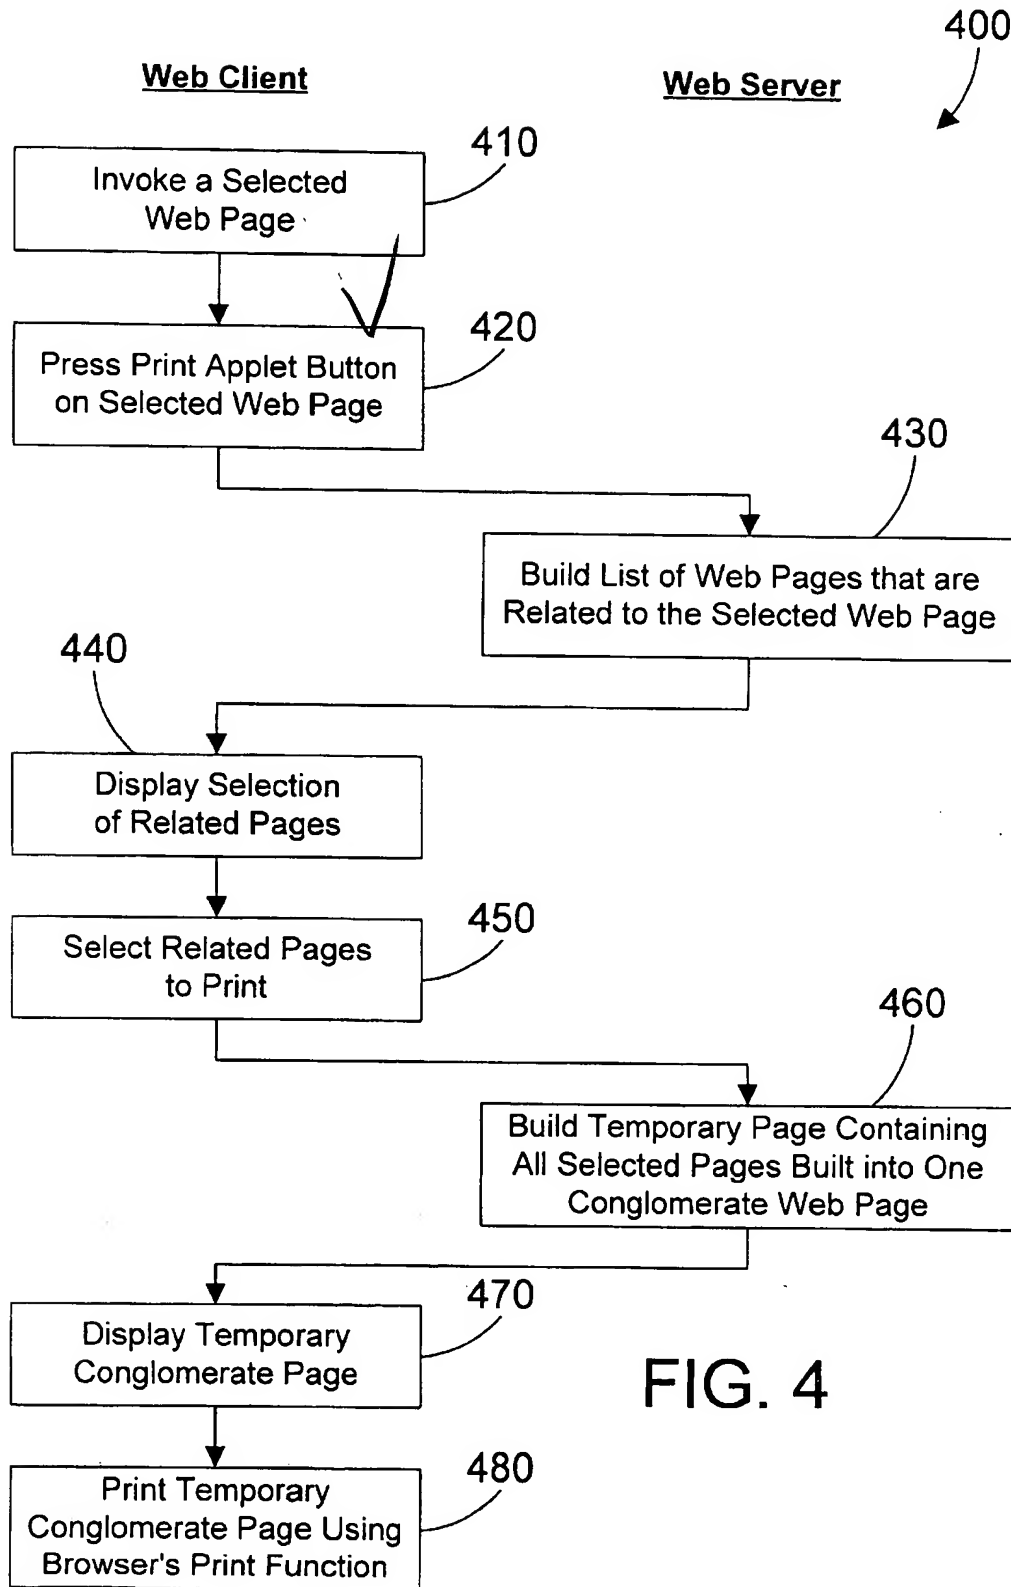 400
Web Client
Web Server
410
Invoke a Selected
Web Page
420
Press Print Applet Button
on Selected Web Page
430
Build List of Web Pages that are
Related to the Selected Web Page
440
Display Selection
of Related Pages
450
Select Related Pages
to Print
460
Build Temporary Page Containing
All Selected Pages Built into One
Conglomerate Web Page
470
Display Temporary
Conglomerate Page
FIG. 4
480
Print Temporary
Conglomerate Page Using
Browser's Print Function